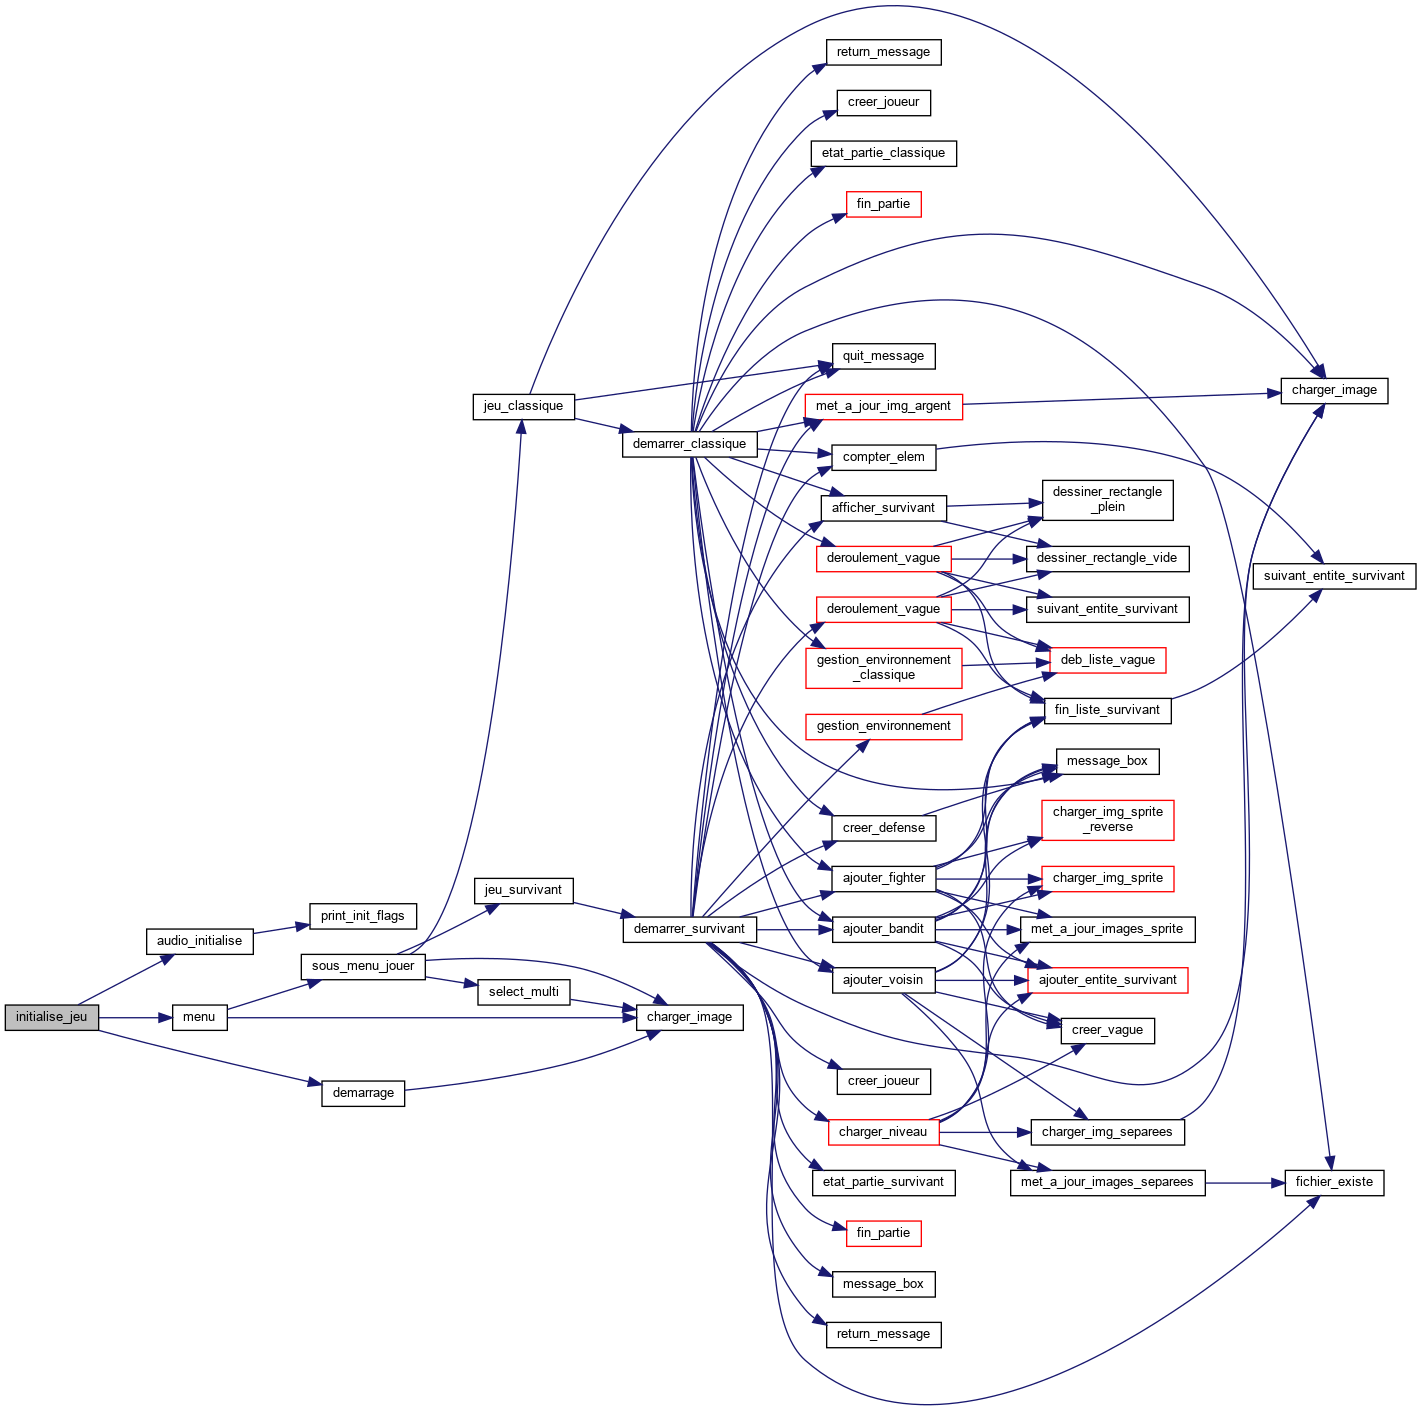 return_message
creer_joueur
etat_partie_classique
fin_partie
quit_message
charger_image
jeu_classique
met_a_jour_img_argent
demarrer_classique
compter_elem
dessiner_rectangle
_plein
afficher_survivant
deroulement_vague
dessiner_rectangle_vide
suivant_entite_survivant
deroulement_vague
suivant_entite_survivant
gestion_environnement
_classique
deb_liste_vague
fin_liste_survivant
gestion_environnement
message_box
charger_img_sprite
_reverse
creer_defense
ajouter_fighter
charger_img_sprite
jeu_survivant
print_init_flags
audio_initialise
demarrer_survivant
ajouter_bandit
met_a_jour_images_sprite
sous_menu_jouer
ajouter_voisin
ajouter_entite_survivant
select_multi
initialise_jeu
menu
charger_image
creer_vague
demarrage
creer_joueur
charger_niveau
charger_img_separees
etat_partie_survivant
met_a_jour_images_separees
fichier_existe
fin_partie
message_box
return_message